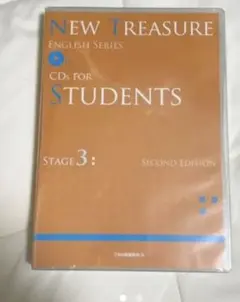 NEW TREASURE
ENGLISH SERIES
CDS FOR
STUDENTS
STAGE 3:
SECOND EDITION